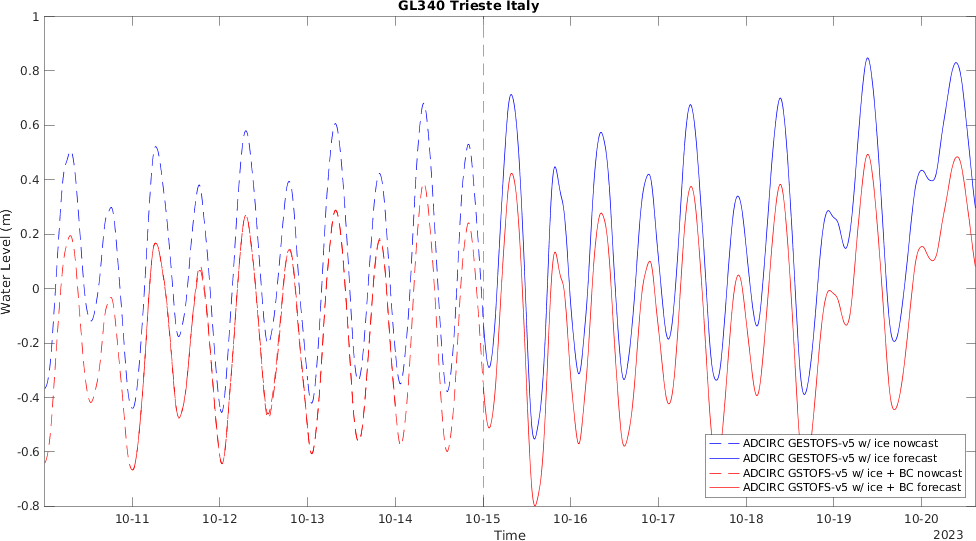 GL340 Trieste Italy
1
0.8
0.6
0.4
0.2
0
-0.2
-0.4
-0.6
-0.8
Water Level (m)
10-11 10-12 10-13 10-14 10-15 10-16 10-17 10-18 10-19 10-20
Time
2023
ADCIRC GESTOFS-v5 w/ ice nowcast
ADCIRC GESTOFS-v5 w/ ice forecast
ADCIRC GSTOFS-v5 w/ ice + BC nowcast
ADCIRC GSTOFS-v5 w/ ice + BC forecast